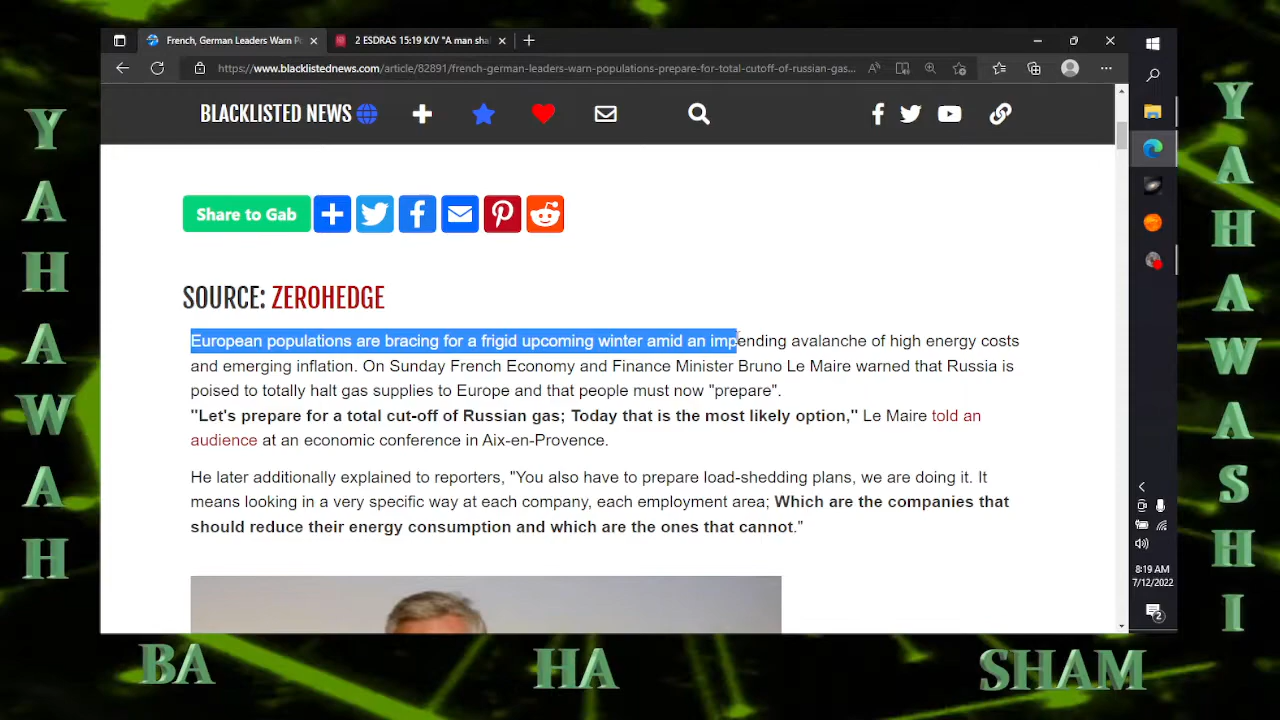 French, German Leaders Warn P
2 ESDRAS 15:19 KJV "A man sha
https://www.blacklistednews.com/article/82891/french-german-leaders-warn-populations-prepare-for-total-cutoff-of-russian-gas...
BLACKLISTED NEWS
Share to Gab
SOURCE: ZEROHEDGE
European populations are bracing for a frigid upcoming winter amid an impending avalanche of high energy costs
and emerging inflation. On Sunday French Economy and Finance Minister Bruno Le Maire warned that Russia is
poised to totally halt gas supplies to Europe and that people must now "prepare".
"Let's prepare for a total cut-off of Russian gas; Today that is the most likely option," Le Maire told an
audience at an economic conference in Aix-en-Provence.
He later additionally explained to reporters, "You also have to prepare load-shedding plans, we are doing it. It
means looking in a very specific way at each company, each employment area; Which are the companies that
should reduce their energy consumption and which are the ones that cannot."
8:19 AM
7/12/2022
2
YAHAWAH
YAHAWASHI
BA HA SHAM